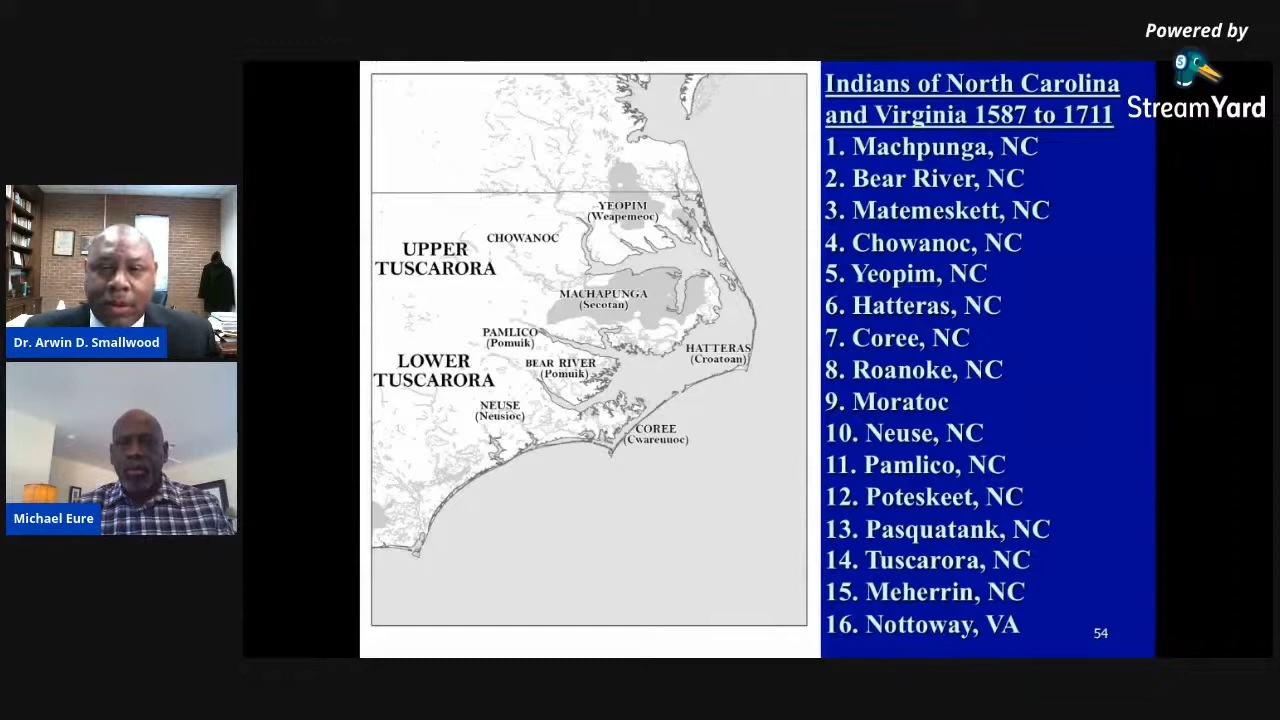 Powered by
StreamYard
Dr. Arwin D. Smallwood
Michael Eure
YEOPIM
(Weapemeoc)
CHOWANOC
UPPER
TUSCARORA
MACHAPUNGA
(Secotan)
PAMLICO
(Pomuik)
HATTERAS
(Croatoan)
LOWER
TUSCARORA
BEAR RIVER
(Pomuik)
NEUSE
(Neusioc)
COREE
(Cwareuuoc)
Indians of North Carolina
and Virginia 1587 to 1711
1. Machpunga, NC
2. Bear River, NC
3. Matemeskett, NC
4. Chowanoc, NC
5. Yeopim, NC
6. Hatteras, NC
7. Coree, NC
8. Roanoke, NC
9. Moratoc
10. Neuse, NC
11. Pamlico, NC
12. Poteskeet, NC
13. Pasquatank, NC
14. Tuscarora, NC
15. Meherrin, NC
16. Nottoway, VA
54